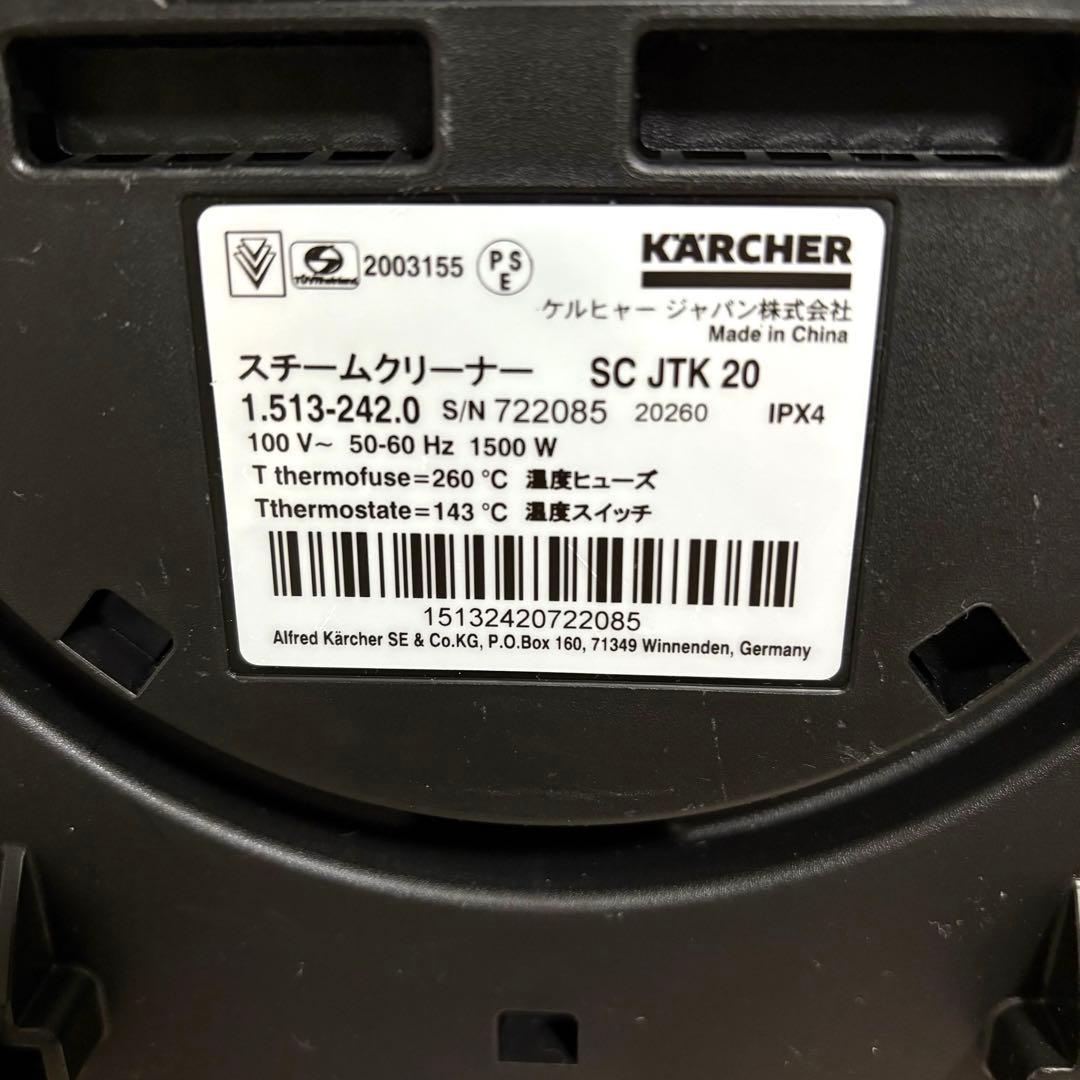 2003155 PSE KÄRCHER
ケルヒャー ジャパン株式会社
Made in China
スチームクリーナー SC JTK 20
1.513-242.0 S/N 722085 20260 IPX4
100 V~ 50-60 Hz 1500 W
T thermofuse=260 °C 温度ヒューズ
Tthermostate=143 °C 温度スイッチ
15132420722085
Alfred Kärcher SE & Co.KG, P.O.Box 160, 71349 Winnenden, Germany